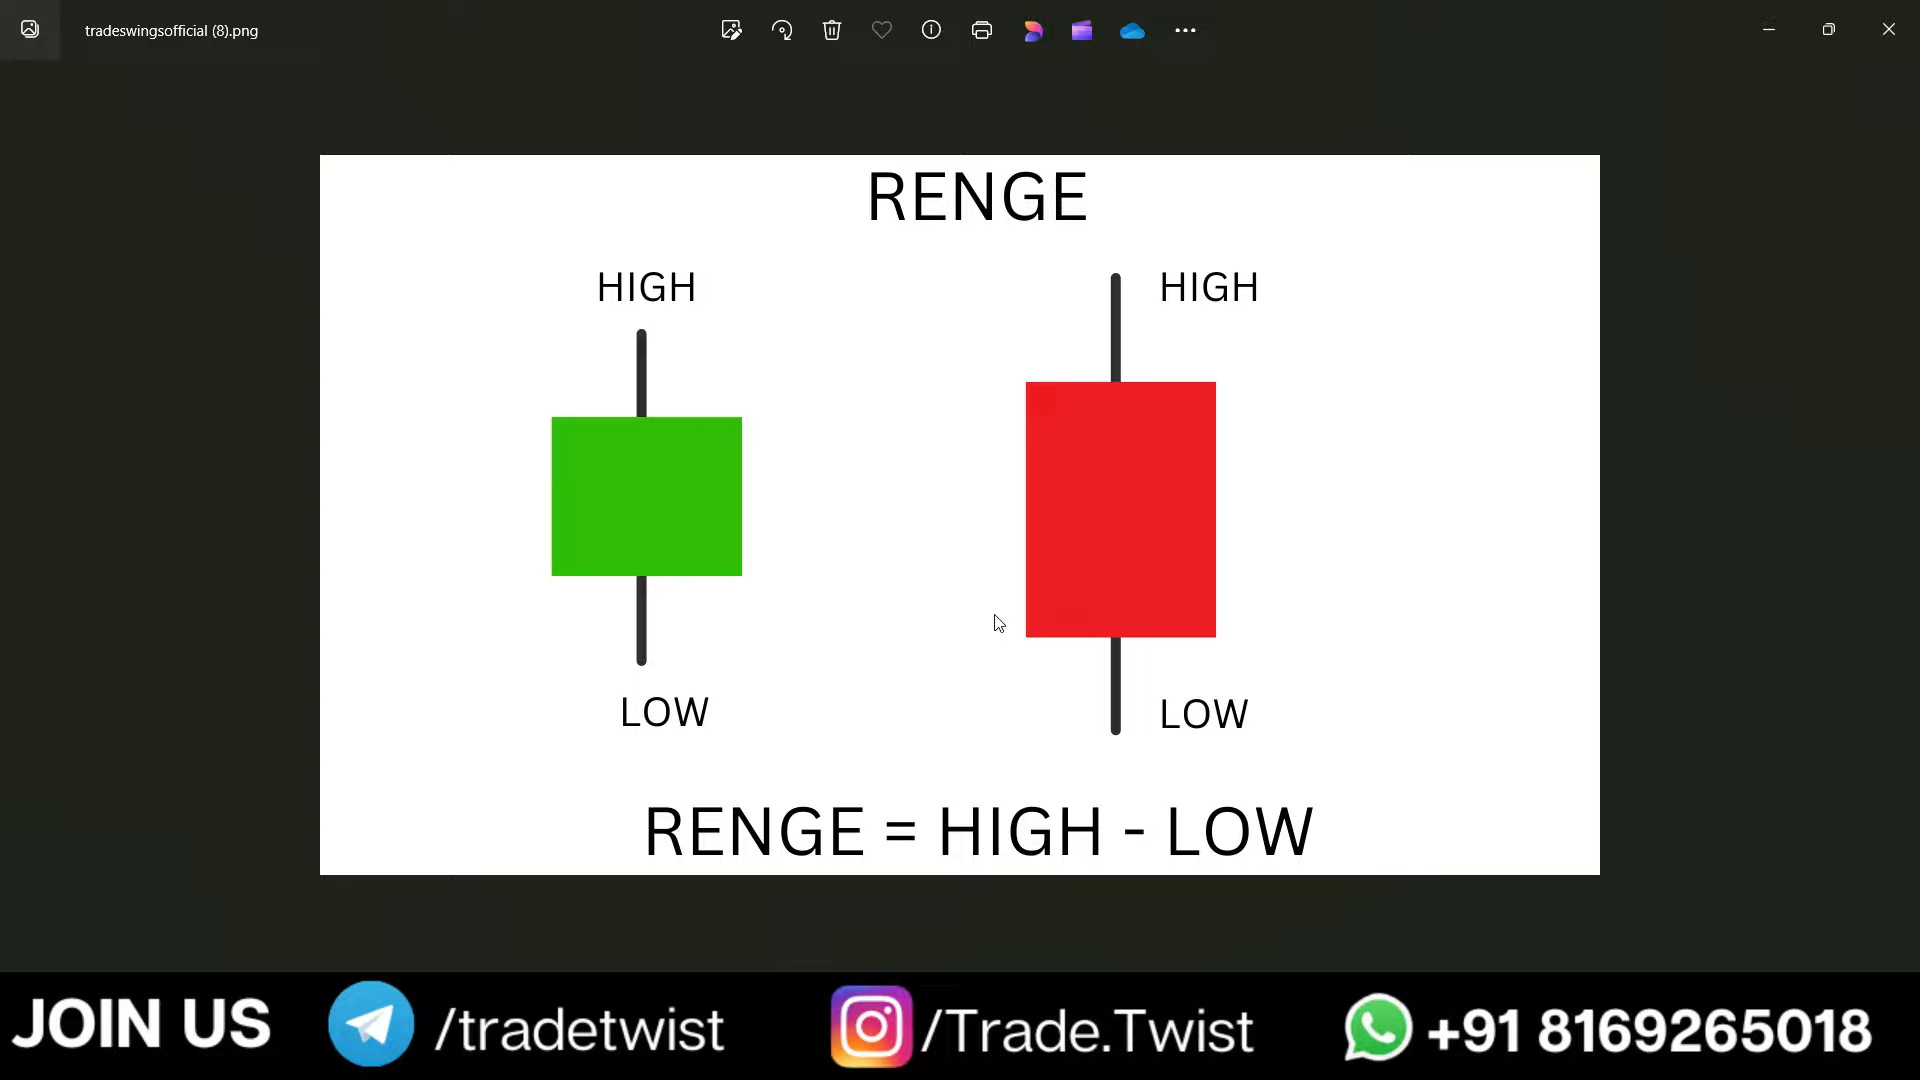 tradeswingsofficial (8).png
RENGE
HIGH HIGH
LOW LOW
RENGE = HIGH - LOW
JOIN US /tradetwist /Trade.Twist +91 8169265018